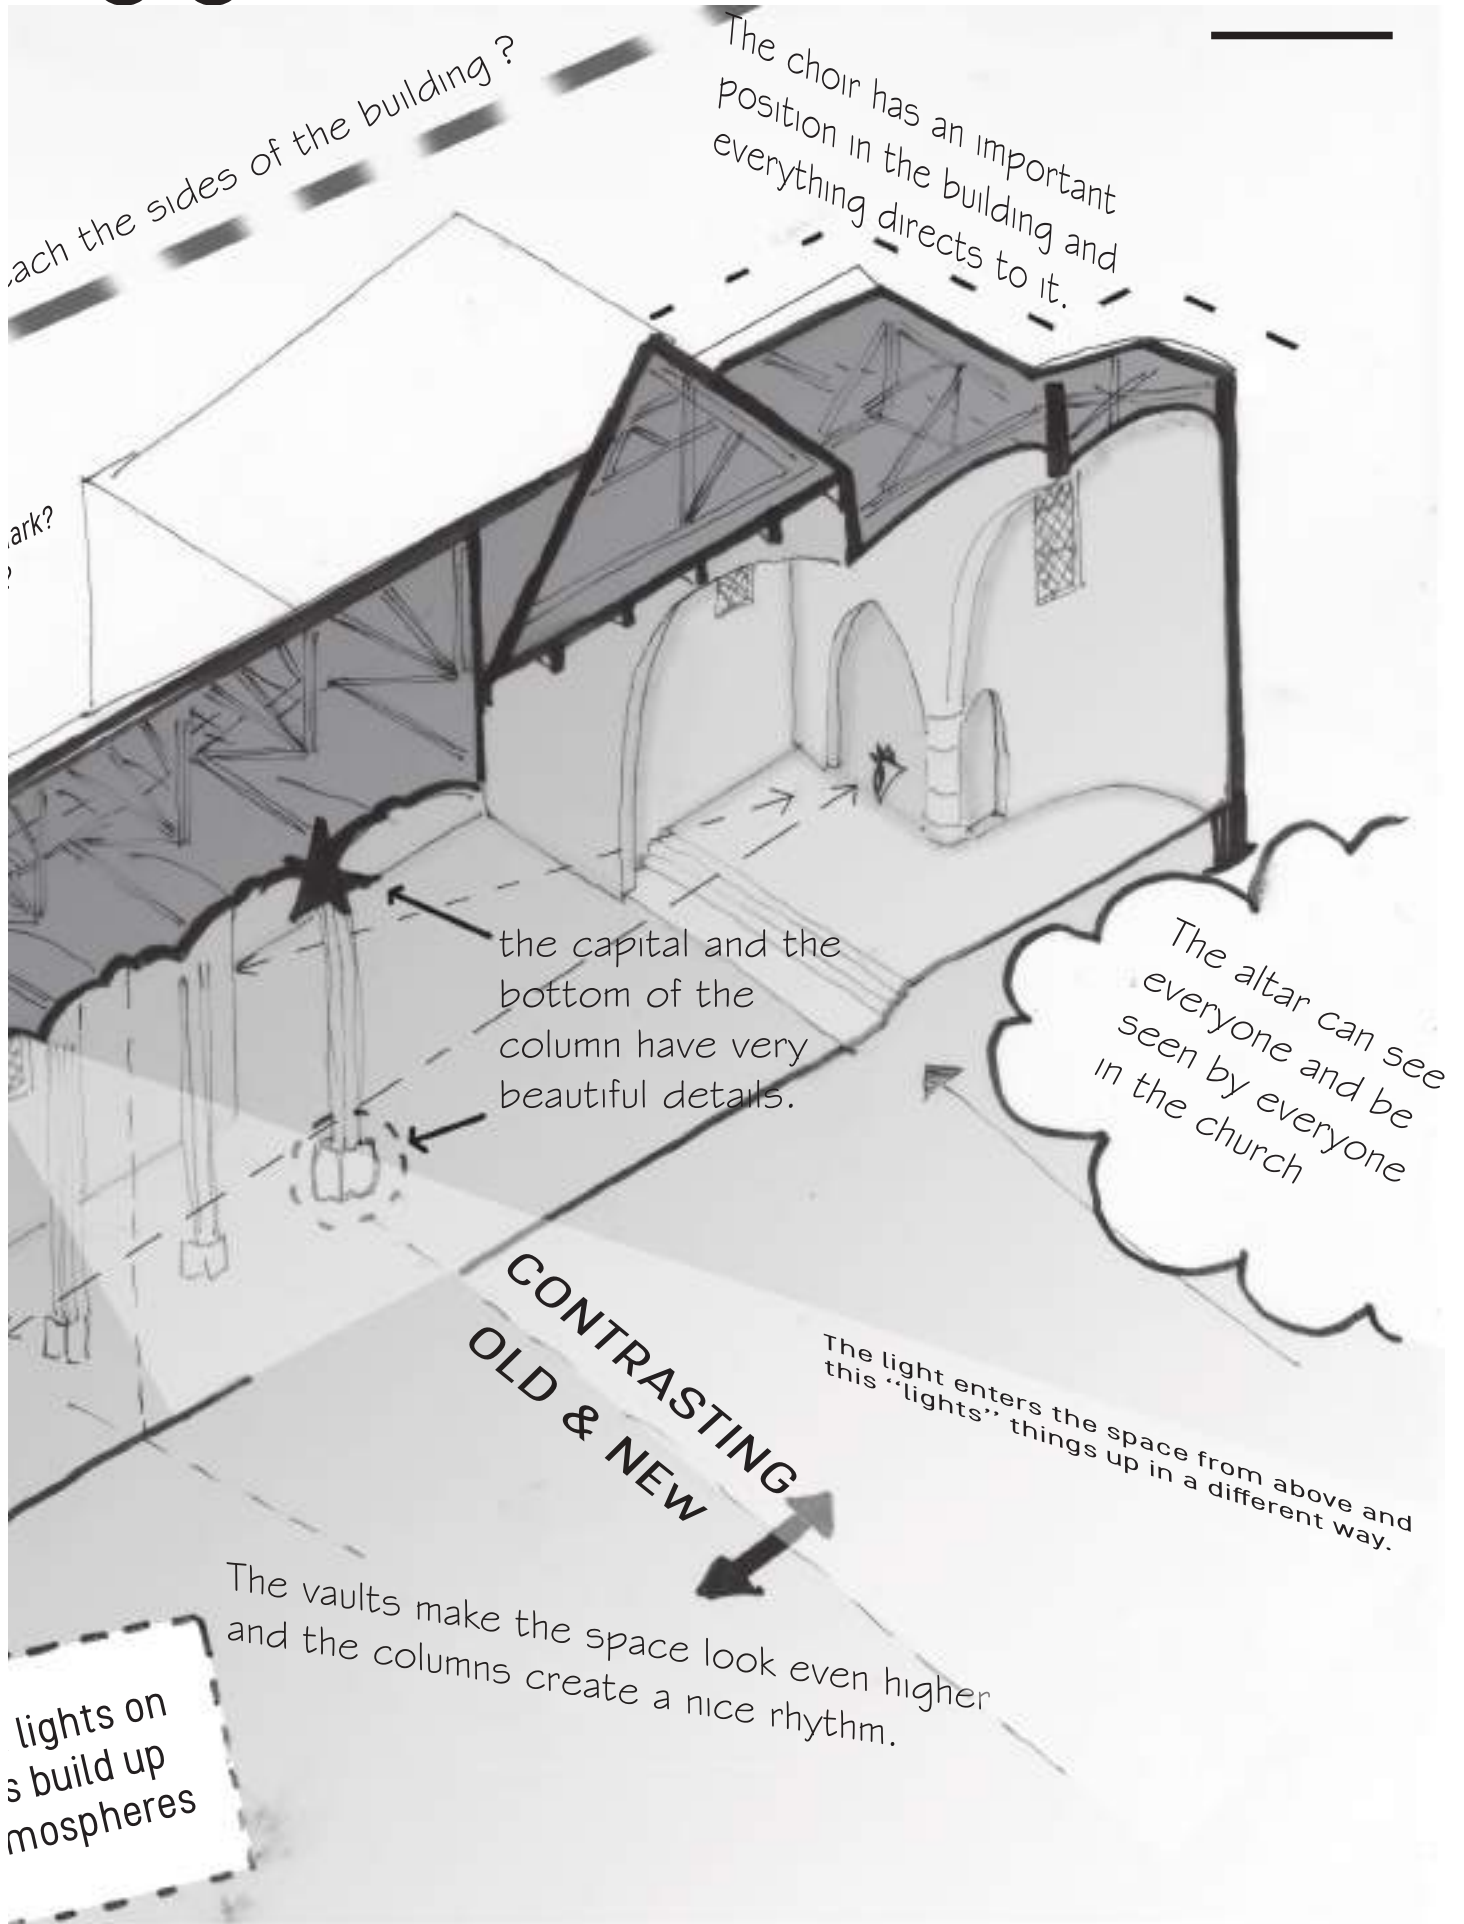 the sides of the building ?
The choir has an important
position in the building and
everything directs to it.
the capital and the
bottom of the
column have very
beautiful details.
The altar can see
everyone and be
seen by everyone
in the church
CONTRASTING
OLD & NEW
The light enters the space from above and
this “lights” things up in a different way.
The vaults make the space look even higher
and the columns create a nice rhythm.
lights on
build up